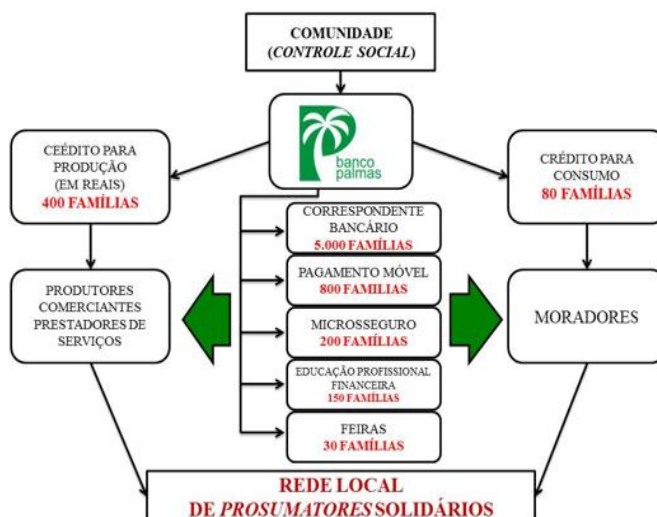 COMUNIDADE
(CONTROLE SOCIAL)
banco
palmas
CEÉDITO PARA
PRODUÇÃO
(EM REAIS)
400 FAMÍLIAS
CRÉDITO PARA
CONSUMO
80 FAMÍLIAS
CORRESPONDENTE
BANCÁRIO
5.000 FAMÍLIAS
PAGAMENTO MÓVEL
800 FAMILIAS
MICROSSEGURO
200 FAMÍLIAS
EDUCAÇÃO PROFISSIONAL
FINANCEIRA
150 FAMÍLIAS
FEIRAS
30 FAMÍLIAS
PRODUTORES
COMERCIANTES
PRESTADORES DE
SERVIÇOS
MORADORES
REDE LOCAL
DE PROSUMATORES SOLIDÁRIOS